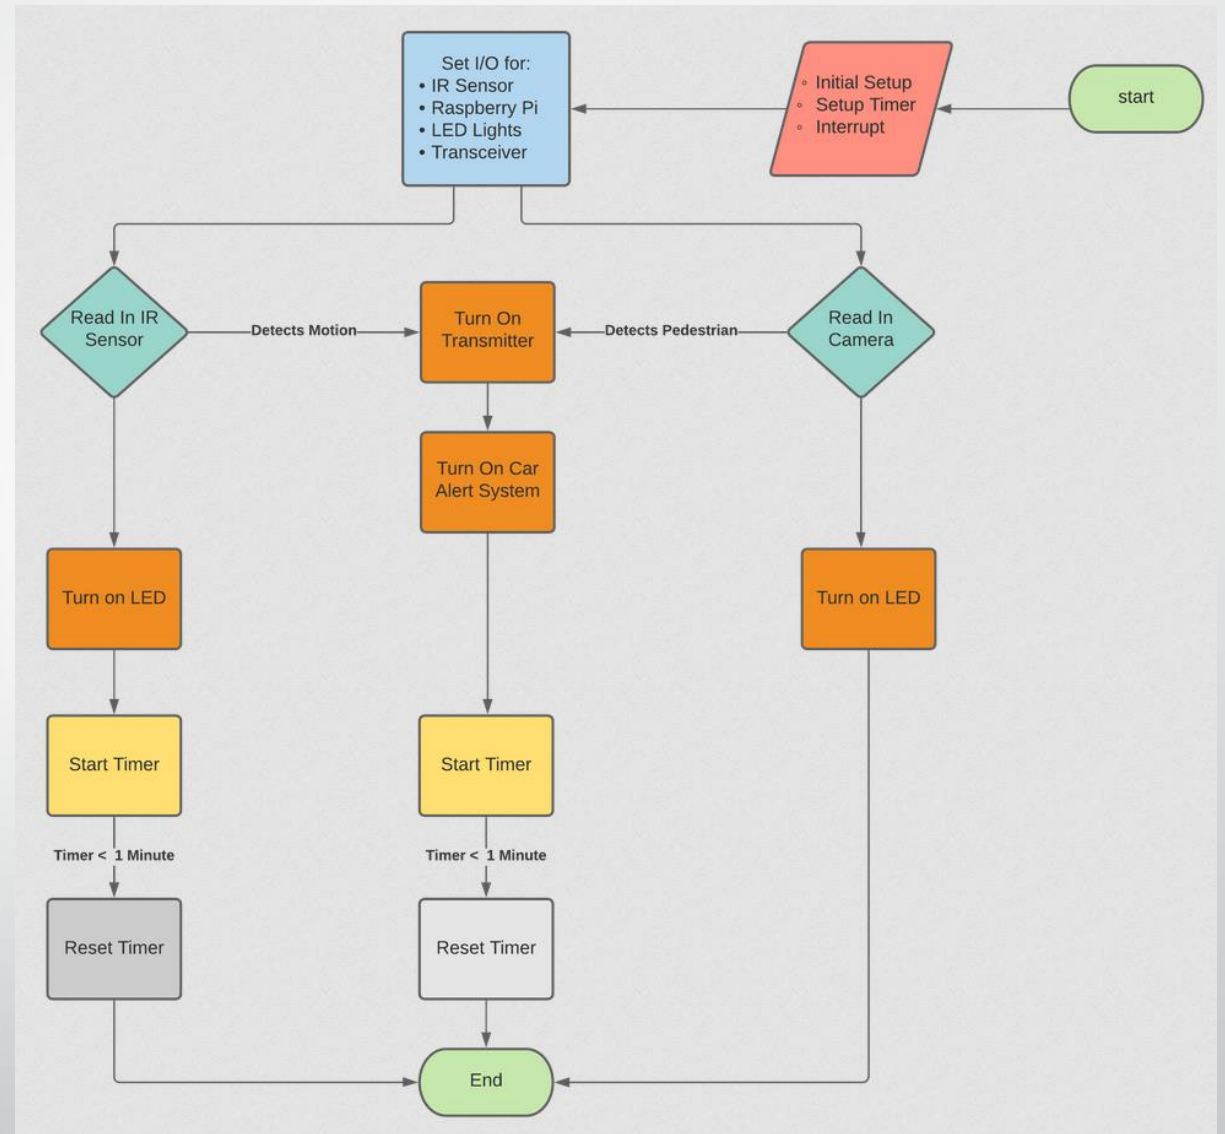 start
◦ Initial Setup
◦ Setup Timer
◦ Interrupt
Set I/O for:
• IR Sensor
• Raspberry Pi
• LED Lights
• Transceiver
Read In IR
Sensor
Detects Motion
Turn On
Transmitter
Detects Pedestrian
Read In
Camera
Turn On Car
Alert System
Turn on LED
Turn on LED
Start Timer
Start Timer
Timer < 1 Minute
Timer < 1 Minute
Reset Timer
Reset Timer
End